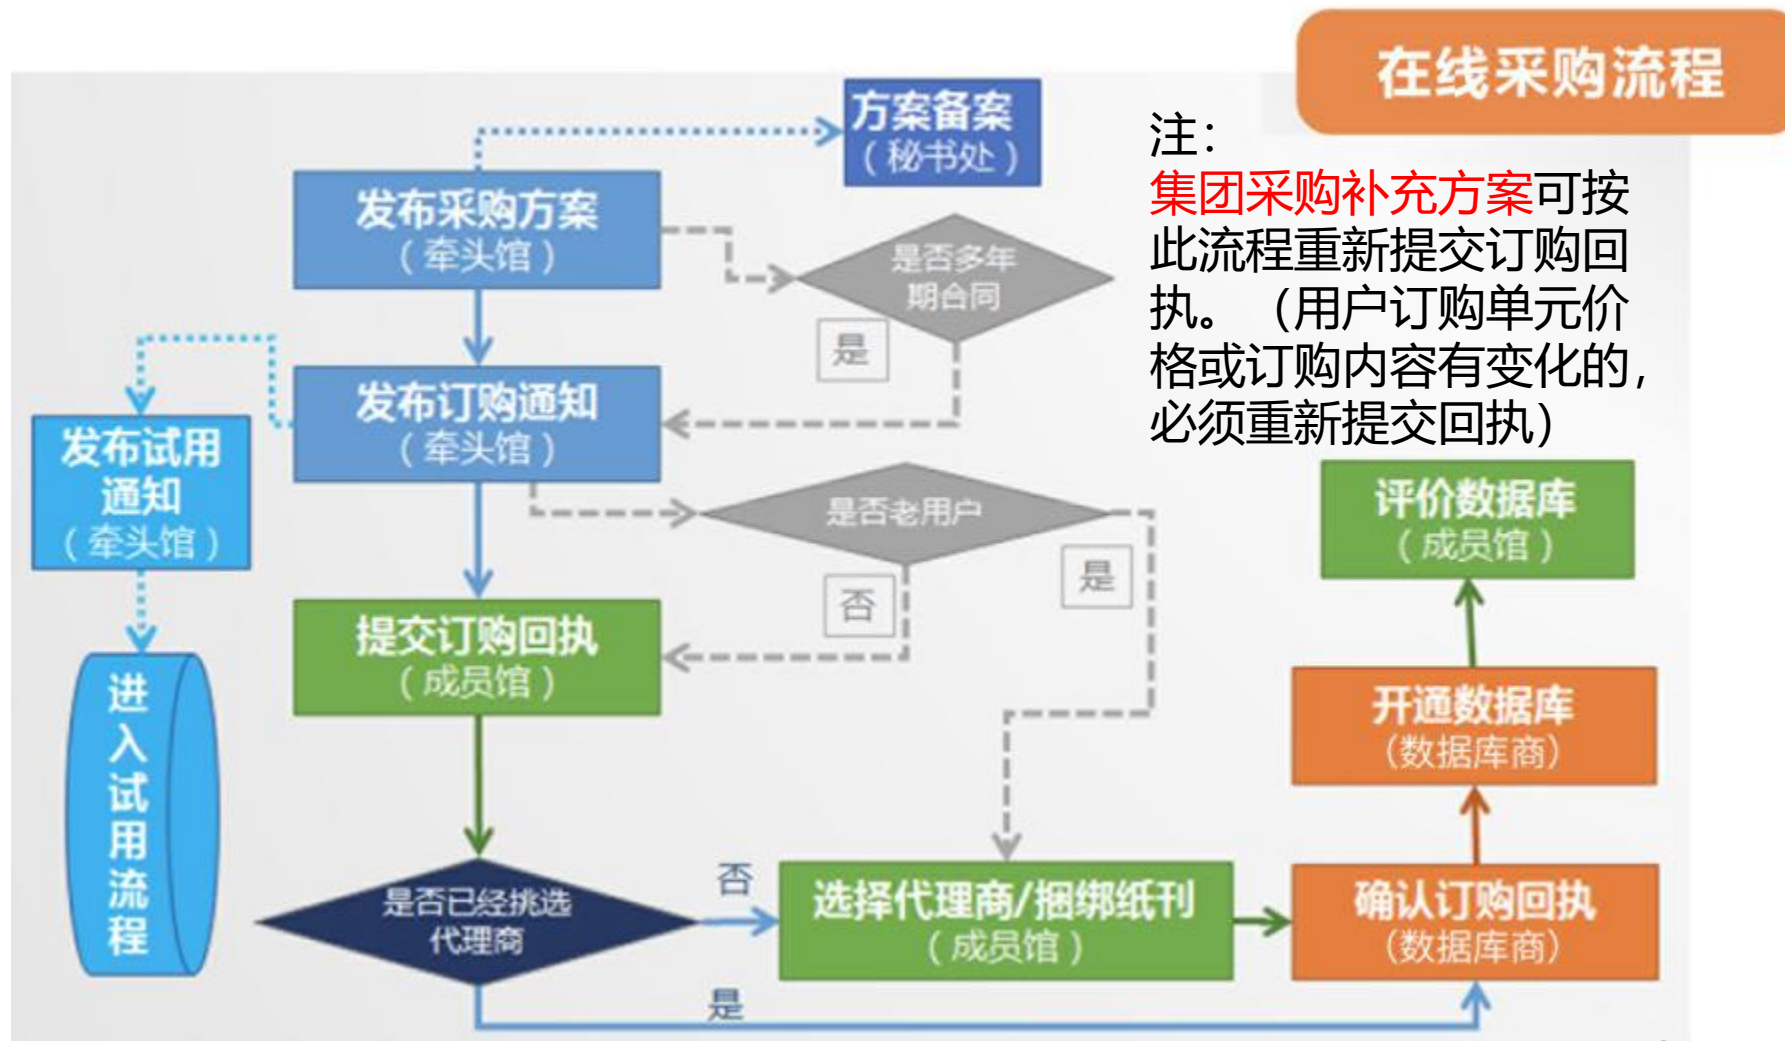 在线采购流程
方案备案
（秘书处）
注：
集团采购补充方案可按
此流程重新提交订购回
执。（用户订购单元价
格或订购内容有变化的，
必须重新提交回执）
发布采购方案
（牵头馆）
是否多年
期合同
是
发布订购通知
（牵头馆）
发布试用
通知
（牵头馆）
是否老用户
是
否
评价数据库
（成员馆）
提交订购回执
（成员馆）
进
入
试
用
流
程
开通数据库
（数据库商）
是否已经挑选
代理商
否
选择代理商/捆绑纸刊
（成员馆）
确认订购回执
（数据库商）
是